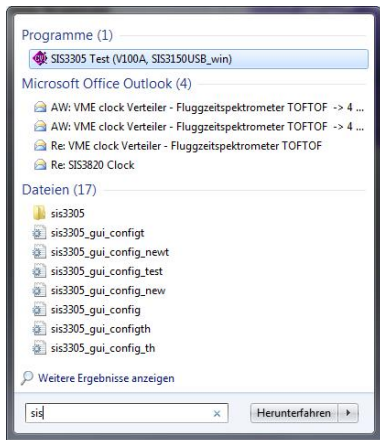 Programme (1)
SIS3305 Test (V100A, SIS3150USB_win)
Microsoft Office Outlook (4)
AW: VME clock Verteiler - Fluggzeitspektrometer TOFTOF -> 4 ...
AW: VME clock Verteiler - Fluggzeitspektrometer TOFTOF -> 4 ...
Re: VME clock Verteiler - Fluggzeitspektrometer TOFTOF
Re: SIS3820 Clock
Dateien (17)
sis3305
sis3305_gui_configt
sis3305_gui_config_newt
sis3305_gui_config_test
sis3305_gui_config_new
sis3305_gui_config
sis3305_gui_configth
sis3305_gui_config_th
Weitere Ergebnisse anzeigen
sis
Herunterfahren